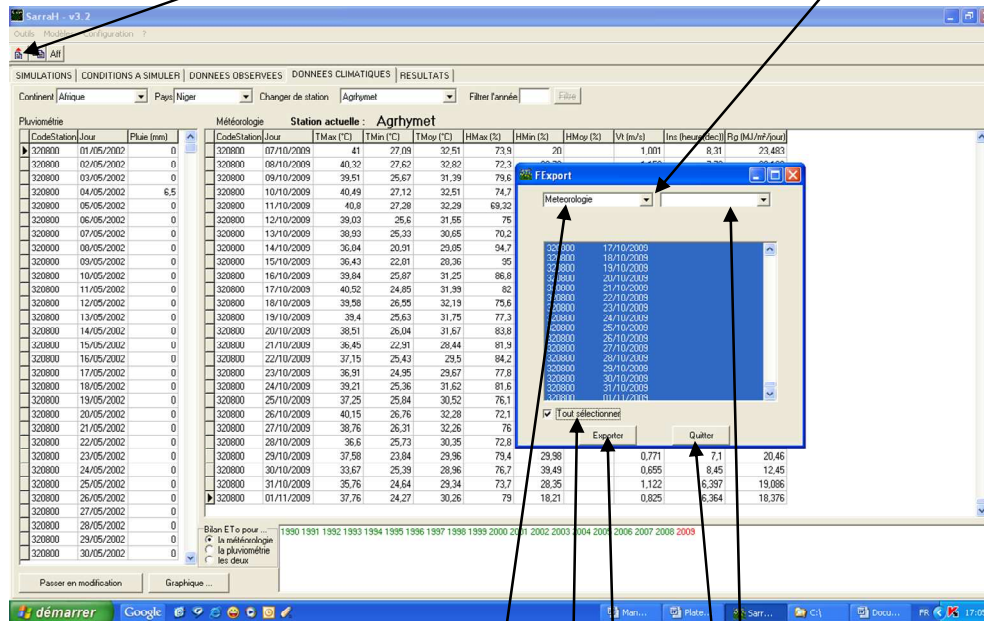 SarraH - v3.2
Outils Modèles Configuration ?
Aff
SIMULATIONS CONDITIONS A SIMULER DONNEES OBSERVEES DONNEES CLIMATIQUES RESULTATS
Continent Afrique Pays Niger Changer de station Agrhymet Filtrer l'année Filtre
Pluviométrie
CodeStation Jour Pluie (mm)
320800 01/05/2002 0
320800 02/05/2002 0
320800 03/05/2002 0
320800 04/05/2002 6,5
320800 05/05/2002 0
320800 06/05/2002 0
320800 07/05/2002 0
320800 08/05/2002 0
320800 09/05/2002 0
320800 10/05/2002 0
320800 11/05/2002 0
320800 12/05/2002 0
320800 13/05/2002 0
320800 14/05/2002 0
320800 15/05/2002 0
320800 16/05/2002 0
320800 17/05/2002 0
320800 18/05/2002 0
320800 19/05/2002 0
320800 20/05/2002 0
320800 21/05/2002 0
320800 22/05/2002 0
320800 23/05/2002 0
320800 24/05/2002 0
320800 25/05/2002 0
320800 26/05/2002 0
320800 27/05/2002 0
320800 28/05/2002 0
320800 29/05/2002 0
320800 30/05/2002 0
Météorologie Station actuelle : Agrhymet
CodeStation Jour TMax (°C) TMin (°C) TMoy (°C) HMax (%) HMin (%) HMoy (%) Vt (m/s) Ins (heure(dec)) Rg (MJ/m²/jour)
320800 07/10/2009 41 27,09 32,51 73,9 20 1,001 8,31 23,483
320800 08/10/2009 40,32 27,62 32,82 72,3
320800 09/10/2009 39,51 25,67 31,39 79,6
320800 10/10/2009 40,49 27,12 32,51 74,7
320800 11/10/2009 40,8 27,28 32,29 69,32
320800 12/10/2009 39,03 25,6 31,55 75
320800 13/10/2009 38,93 25,33 30,65 70,2
320800 14/10/2009 36,04 20,91 29,05 94,7
320800 15/10/2009 36,43 22,81 28,36 95
320800 16/10/2009 39,84 25,87 31,25 86,8
320800 17/10/2009 40,52 24,85 31,99 82
320800 18/10/2009 39,58 26,55 32,19 75,6
320800 19/10/2009 39,4 25,63 31,75 77,3
320800 20/10/2009 38,51 26,04 31,67 83,8
320800 21/10/2009 36,45 22,91 28,44 81,9
320800 22/10/2009 37,15 25,43 29,5 84,2
320800 23/10/2009 36,91 24,95 29,67 77,8
320800 24/10/2009 39,21 25,36 31,62 81,6
320800 25/10/2009 37,25 25,84 30,52 76,1
320800 26/10/2009 40,15 26,76 32,28 72,1
320800 27/10/2009 38,76 26,31 32,26 76
320800 28/10/2009 36,6 25,73 30,35 72,8
320800 29/10/2009 37,58 23,84 29,96 79,4 29,98 0,771 7,1 20,46
320800 30/10/2009 33,67 25,39 28,96 76,7 39,49 0,655 8,45 12,45
320800 31/10/2009 35,76 24,64 29,34 73,7 28,35 1,122 6,397 19,086
320800 01/11/2009 37,76 24,27 30,26 79 18,21 0,825 6,364 18,376
FExport
Meteorologie
320800 17/10/2009
320800 18/10/2009
320800 19/10/2009
320800 20/10/2009
320800 21/10/2009
320800 22/10/2009
320800 23/10/2009
320800 24/10/2009
320800 25/10/2009
320800 26/10/2009
320800 27/10/2009
320800 28/10/2009
320800 29/10/2009
320800 30/10/2009
320800 31/10/2009
320800 01/11/2009
Tout sélectionner
Exporter Quitter
Bilan ETo pour ...
la météorologie
la pluviométrie
les deux
1990 1991 1992 1993 1994 1995 1996 1997 1998 1999 2000 2001 2002 2003 2004 2005 2006 2007 2008 2009
Passer en modification Graphique ...
démarrer Google Man... Plate... Sarr... C:\ Docu... FR 17:05